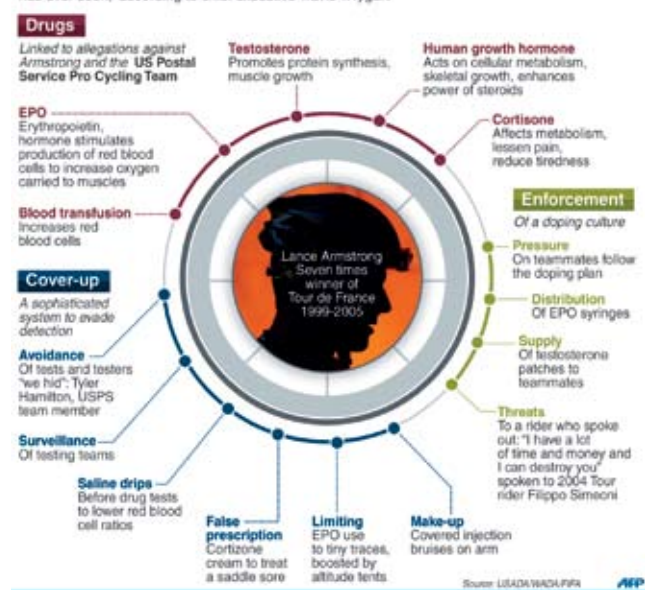 Drugs
Linked to allegations against
Armstrong and the US Postal
Service Pro Cycling Team
Testosterone
Promotes protein synthesis,
muscle growth
Human growth hormone
Acts on cellular metabolism,
skeletal growth, enhances
power of steroids
EPO
Erythropoietin,
hormone stimulates
production of red blood
cells to increase oxygen
carried to muscles
Cortisone
Affects metabolism,
lessen pain,
reduce tiredness
Blood transfusion
Increases red
blood cells
Enforcement
Of a doping culture
Pressure
On teammates follow
the doping plan
Distribution
Of EPO syringes
Supply
Of testosterone
patches to
teammates
Threats
To a rider who spoke
out: "I have a lot
of time and money and
I can destroy you"
spoken to 2004 Tour
rider Filippo Simeoni
Lance Armstrong
Seven times
winner of
Tour de France
1999-2005
Cover-up
A sophisticated
system to evade
detection
Avoidance
Of tests and testers
"we hid": Tyler
Hamilton, USPS
team member
Surveillance
Of testing teams
Saline drips
Before drug tests
to lower red blood
cell ratios
False
prescription
Cortizone
cream to treat
a saddle sore
Limiting
EPO use
to tiny traces,
boosted by
altitude tents
Make-up
Covered injection
bruises on arm
Source: USADA/WADA/FIFA
AFP